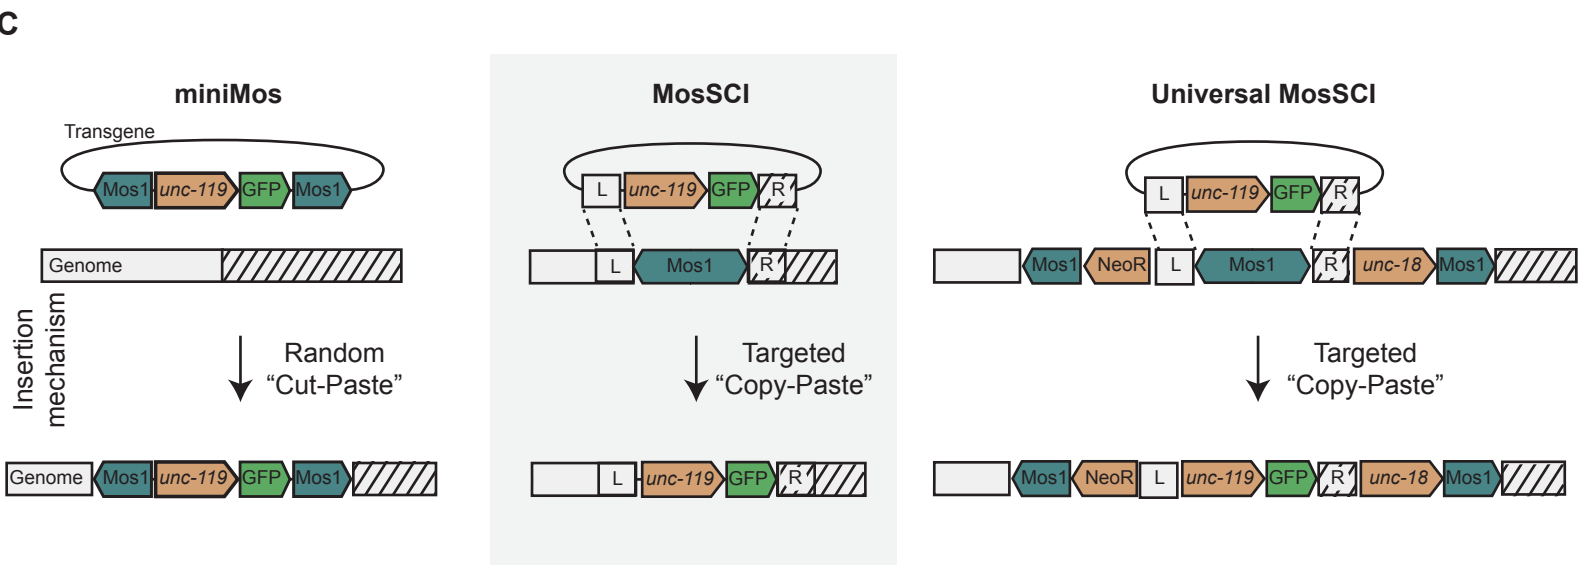 C
miniMos
MosSCI
Universal MosSCI
Transgene
Mos1 unc-119 GFP Mos1
L unc-119 GFP R
L unc-119 GFP R
Genome
L Mos1 R
Mos1 NeoR L Mos1 R unc-18 Mos1
Insertion
mechanism
Random
“Cut-Paste”
Targeted
“Copy-Paste”
Targeted
“Copy-Paste”
Genome Mos1 unc-119 GFP Mos1
L unc-119 GFP R
Mos1 NeoR L unc-119 GFP R unc-18 Mos1